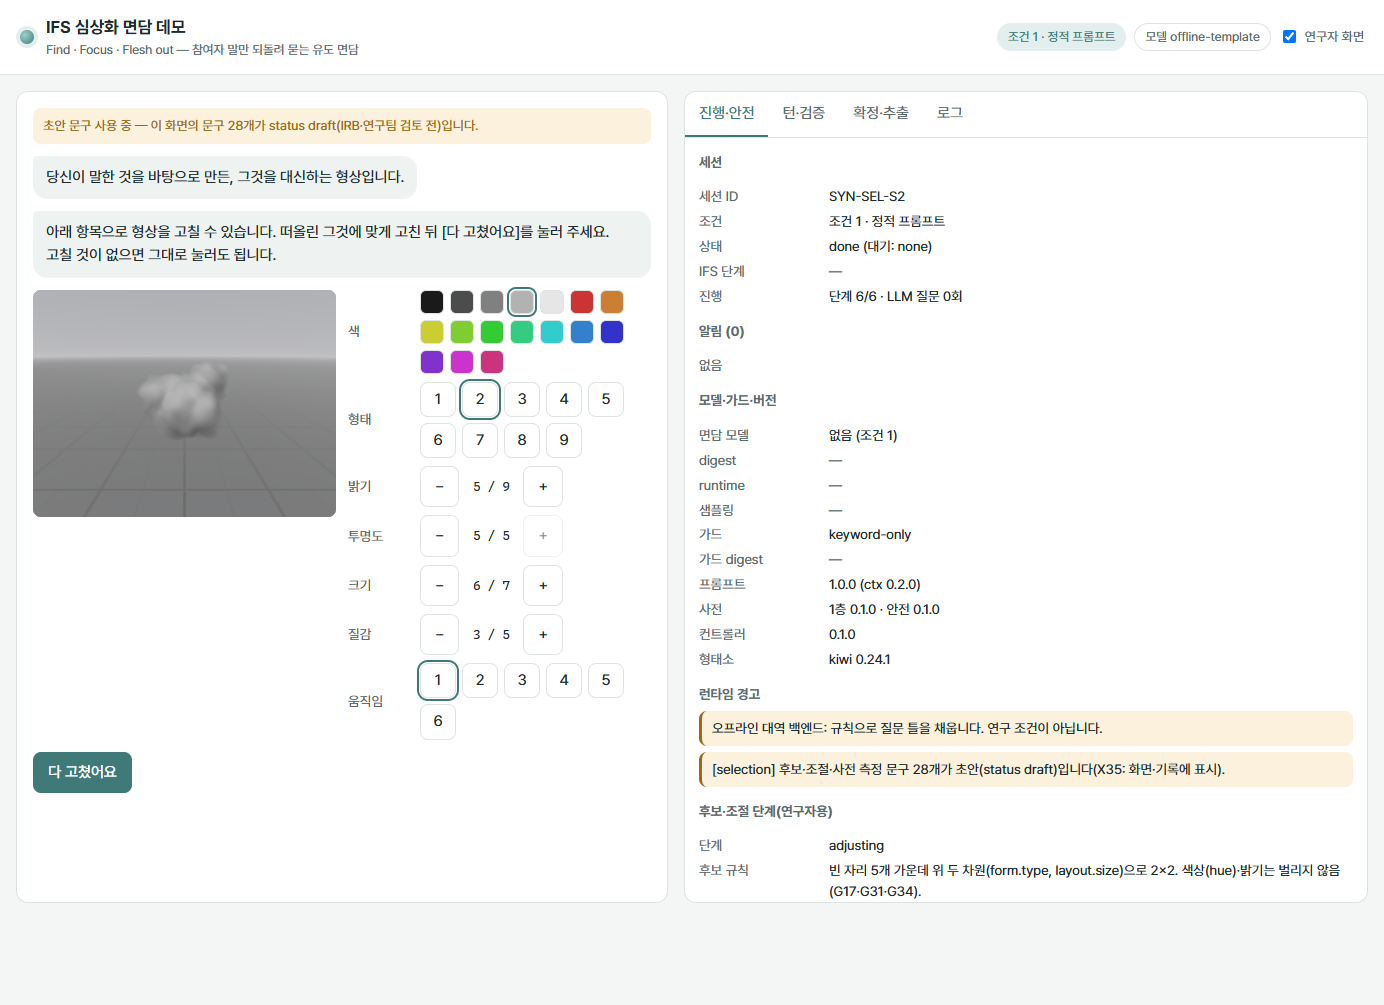 IFS 심상화 면담 데모
Find · Focus · Flesh out — 참여자 말만 되돌려 묻는 유도 면담
조건 1 · 정적 프롬프트
모델 offline-template
연구자 화면
초안 문구 사용 중 — 이 화면의 문구 28개가 status draft(IRB·연구팀 검토 전)입니다.
당신이 말한 것을 바탕으로 만든, 그것을 대신하는 형상입니다.
아래 항목으로 형상을 고칠 수 있습니다. 떠올린 그것에 맞게 고친 뒤 [다 고쳤어요]를 눌러 주세요.
고칠 것이 없으면 그대로 눌러도 됩니다.
색
형태
1 2 3 4 5
6 7 8 9
밝기
− 5 / 9 +
투명도
− 5 / 5 +
크기
− 6 / 7 +
질감
− 3 / 5 +
움직임
1 2 3 4 5
6
다 고쳤어요
진행·안전 턴·검증 확정·추출 로그
세션
세션 ID SYN-SEL-S2
조건 조건 1 · 정적 프롬프트
상태 done (대기: none)
IFS 단계 —
진행 단계 6/6 · LLM 질문 0회
알림 (0)
없음
모델·가드·버전
면담 모델 없음 (조건 1)
digest —
runtime —
샘플링 —
가드 keyword-only
가드 digest —
프롬프트 1.0.0 (ctx 0.2.0)
사전 1층 0.1.0 · 안전 0.1.0
컨트롤러 0.1.0
형태소 kiwi 0.24.1
런타임 경고
오프라인 대역 백엔드: 규칙으로 질문 틀을 채웁니다. 연구 조건이 아닙니다.
[selection] 후보·조절·사전 측정 문구 28개가 초안(status draft)입니다(X35: 화면·기록에 표시).
후보·조절 단계(연구자용)
단계 adjusting
후보 규칙 빈 자리 5개 가운데 위 두 차원(form.type, layout.size)으로 2×2. 색상(hue)·밝기는 벌리지 않음
(G17·G31·G34).